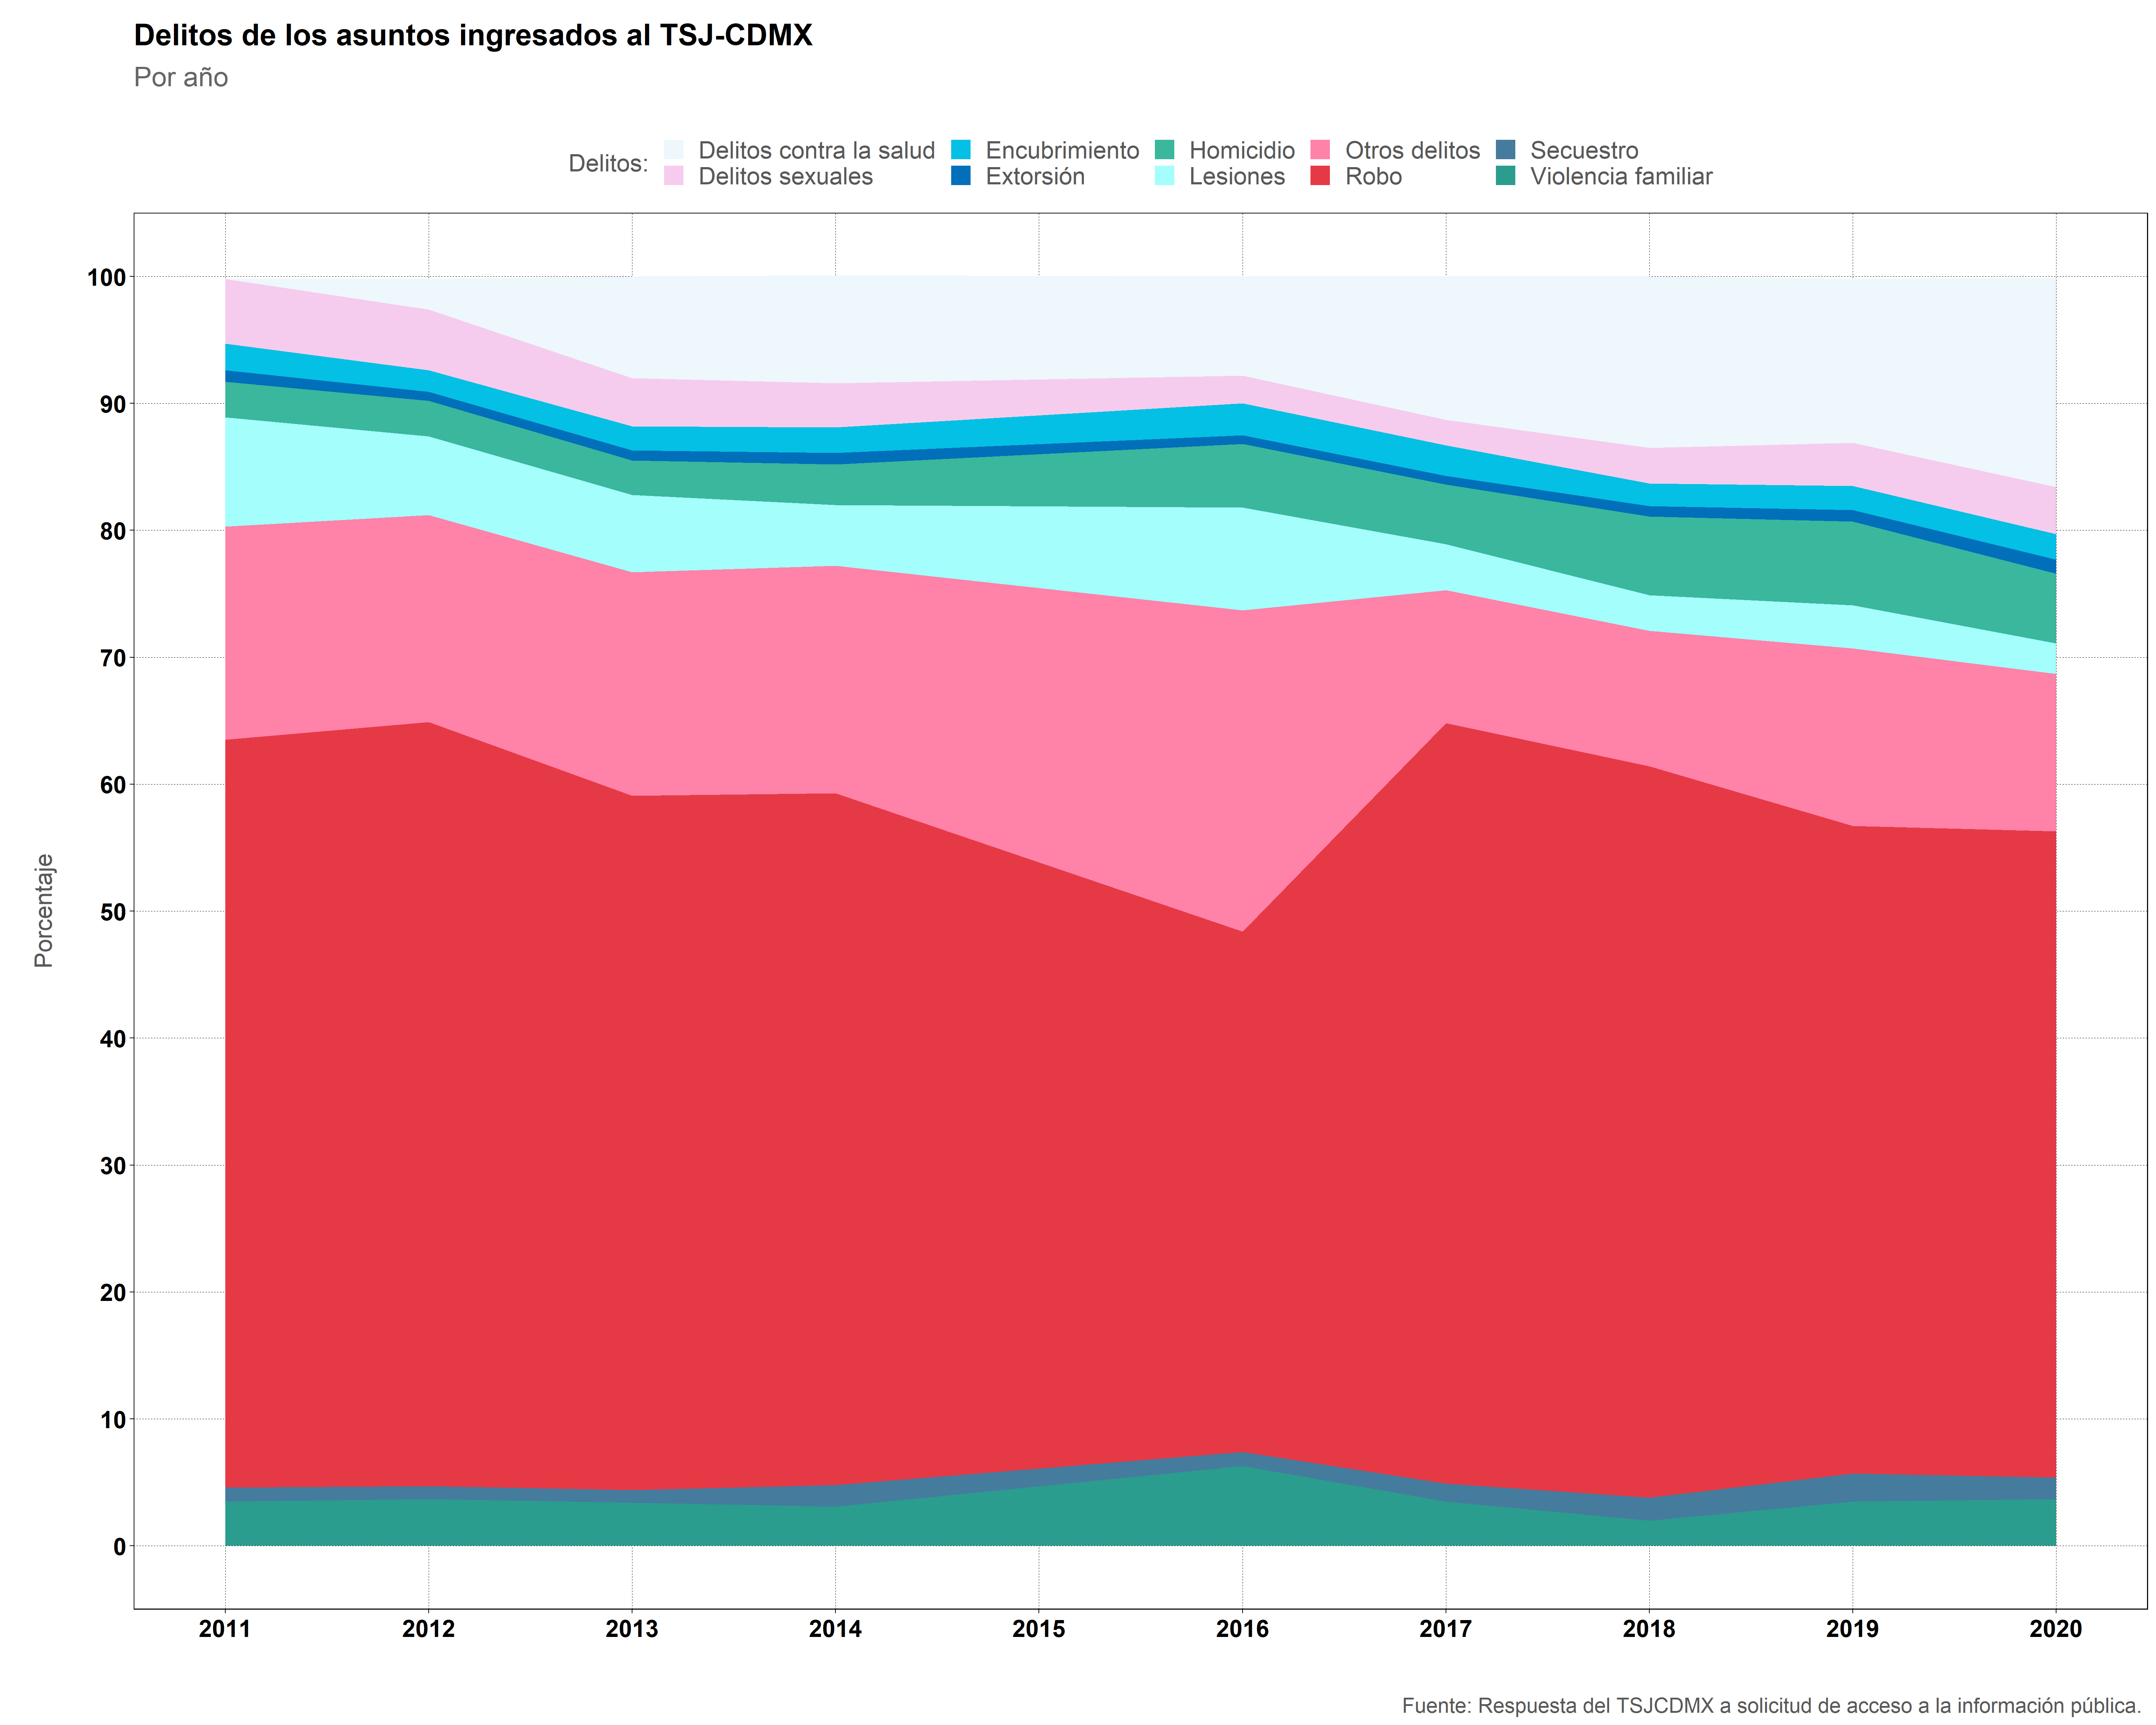 Delitos de los asuntos ingresados al TSJ-CDMX
Por año
Delitos:
Delitos contra la salud
Encubrimiento
Homicidio
Otros delitos
Secuestro
Delitos sexuales
Extorsión
Lesiones
Robo
Violencia familiar
Porcentaje
100
90
80
70
60
50
40
30
20
10
0
2011 2012 2013 2014 2015 2016 2017 2018 2019 2020
Fuente: Respuesta del TSJCDMX a solicitud de acceso a la información pública.